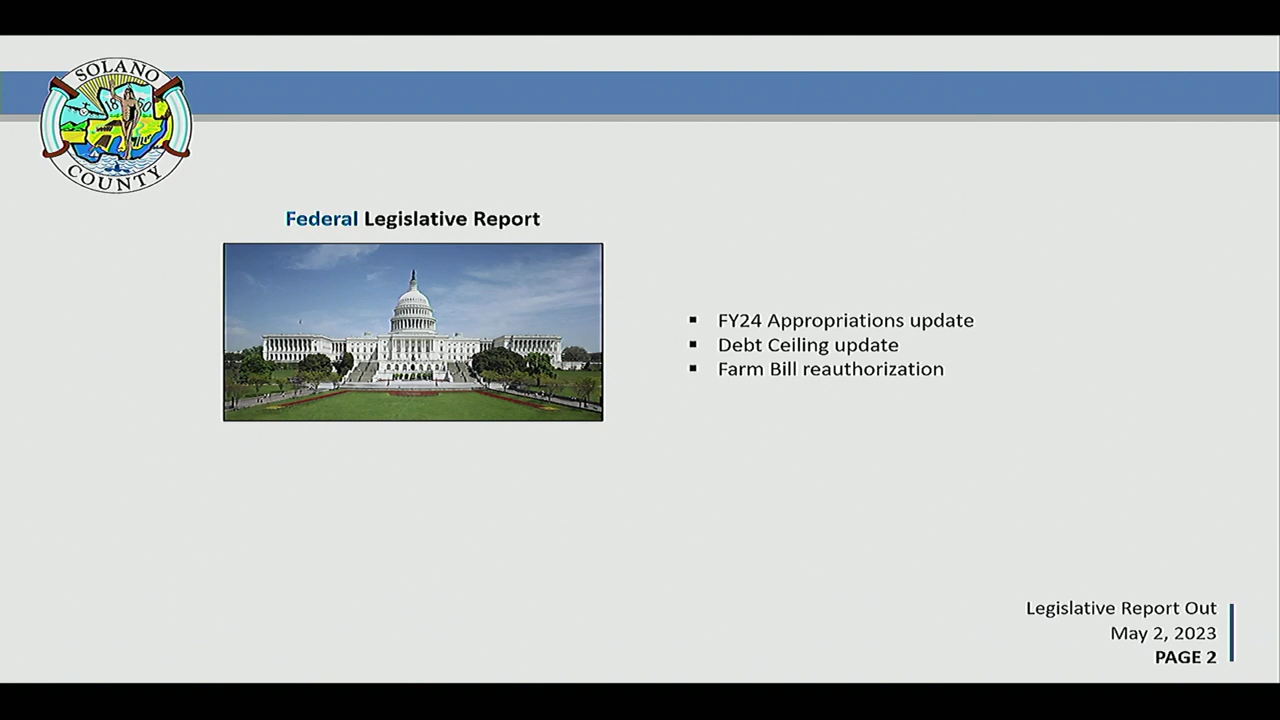 SOLANO
1850
COUNTY
Federal Legislative Report
▪ FY24 Appropriations update
▪ Debt Ceiling update
▪ Farm Bill reauthorization
Legislative Report Out
May 2, 2023
PAGE 2